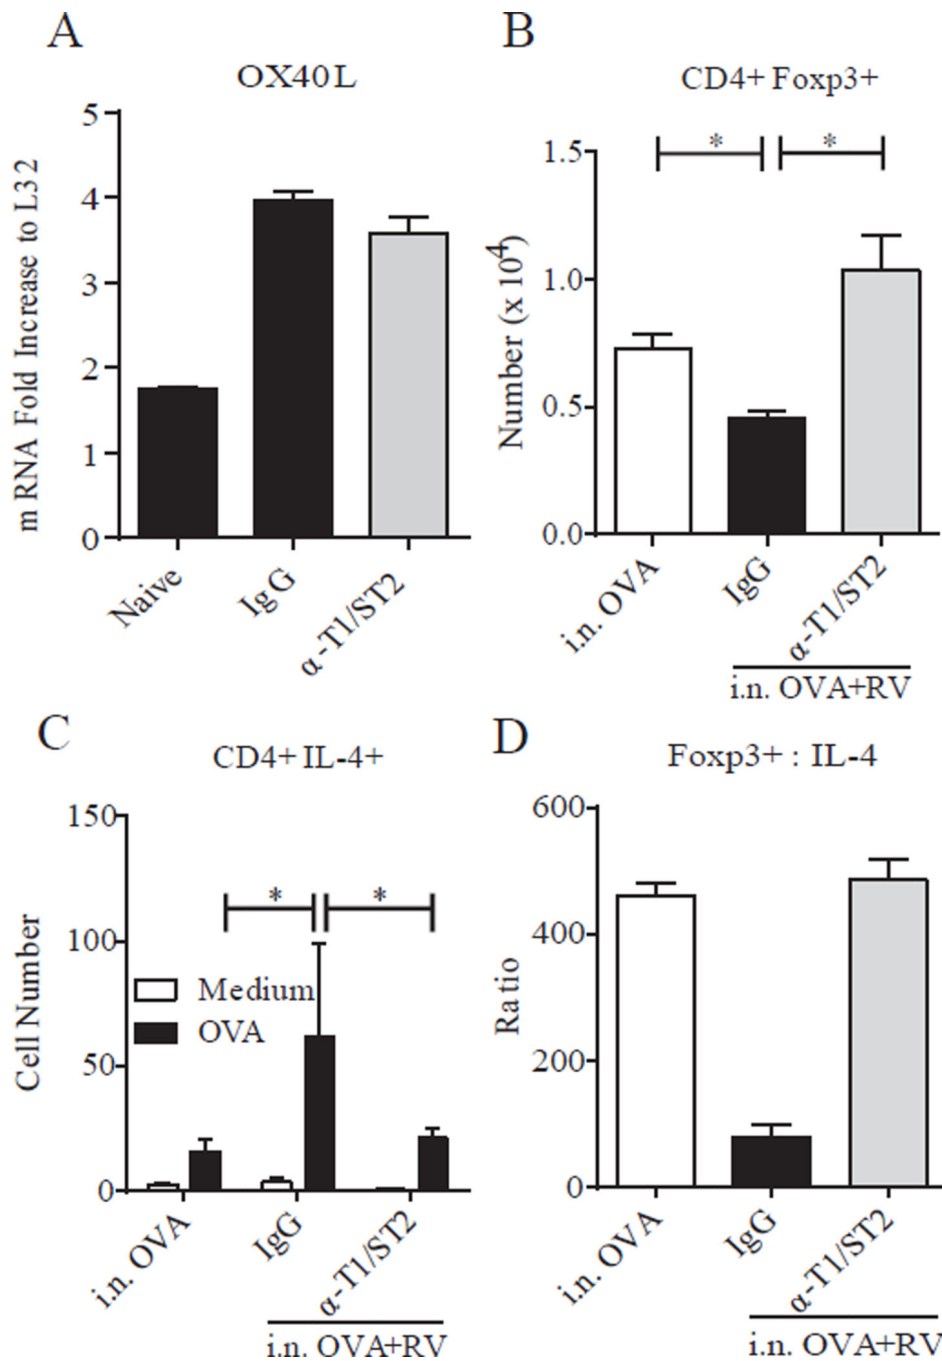 A
OX40L
mRNA Fold Increase to L32
5
4
3
2
1
0
Naive
IgG
α-T1/ST2
B
CD4+ Foxp3+
* *
Number (x 10⁴)
1.5
1.0
0.5
0.0
i.n. OVA
IgG
α-T1/ST2
i.n. OVA+RV
C
CD4+ IL-4+
Cell Number
150
100
50
0
* *
Medium
OVA
i.n. OVA
IgG
α-T1/ST2
i.n. OVA+RV
D
Foxp3+ : IL-4
Ratio
600
400
200
0
i.n. OVA
IgG
α-T1/ST2
i.n. OVA+RV